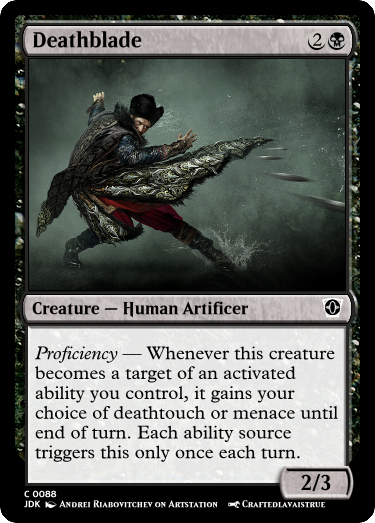 Deathblade 2
Creature — Human Artificer
Proficiency — Whenever this creature
becomes a target of an activated
ability you control, it gains your
choice of deathtouch or menace until
end of turn. Each ability source
triggers this only once each turn.
2/3
C 0088
JDK Andrei Riabovitchev on Artstation Craftedlavaistrue